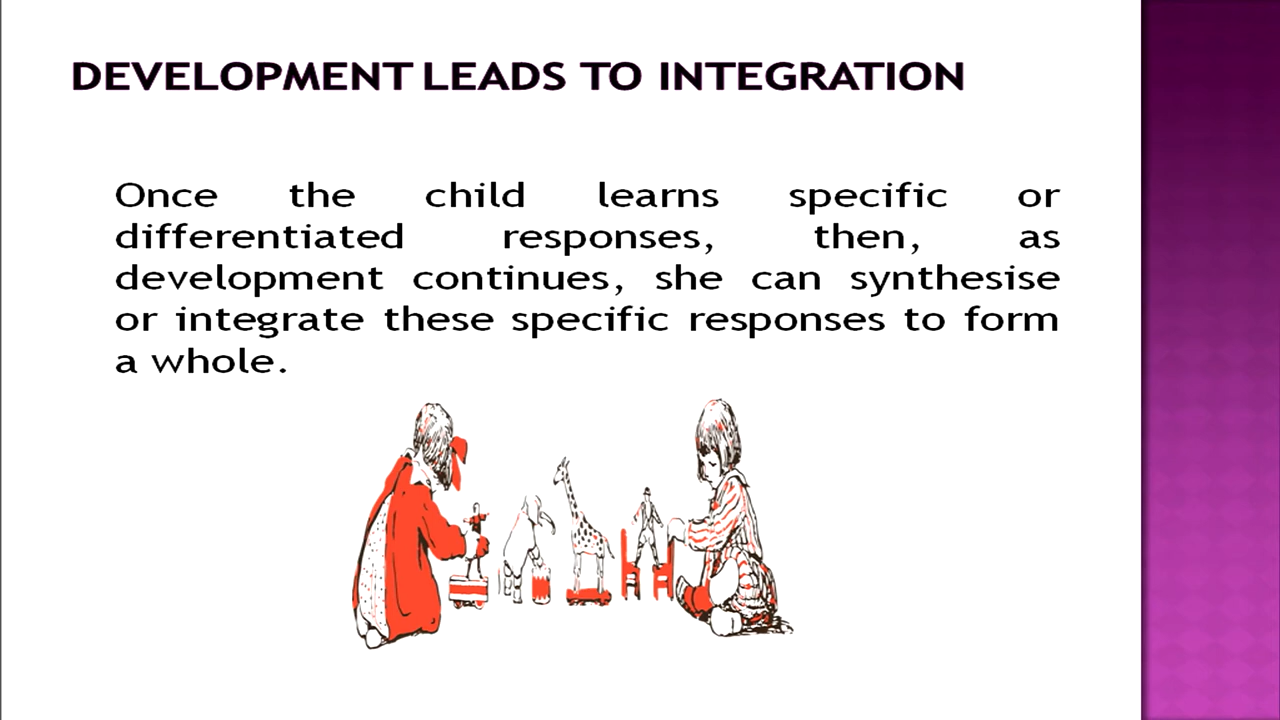 DEVELOPMENT LEADS TO INTEGRATION
Once the child learns specific or
differentiated responses, then, as
development continues, she can synthesise
or integrate these specific responses to form
a whole.